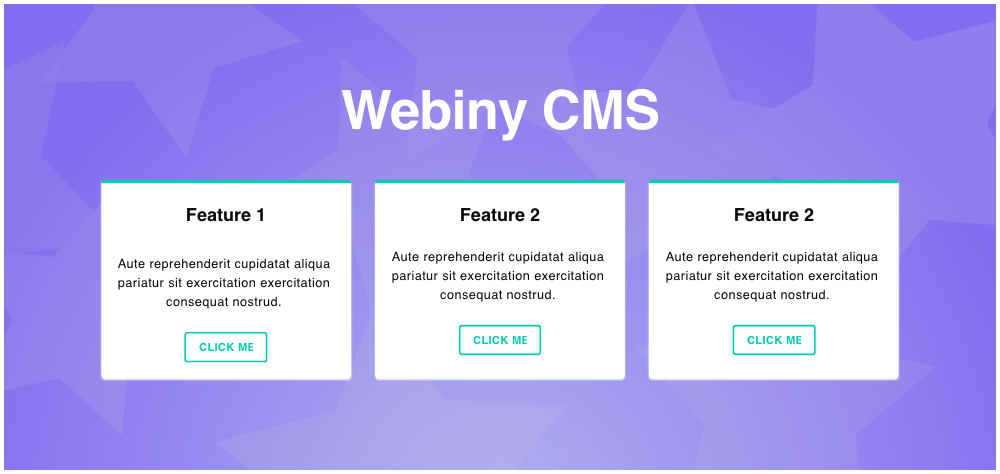 Webiny CMS
Feature 1
Aute reprehenderit cupidatat aliqua
pariatur sit exercitation exercitation
consequat nostrud.
CLICK ME
Feature 2
Aute reprehenderit cupidatat aliqua
pariatur sit exercitation exercitation
consequat nostrud.
CLICK ME
Feature 2
Aute reprehenderit cupidatat aliqua
pariatur sit exercitation exercitation
consequat nostrud.
CLICK ME